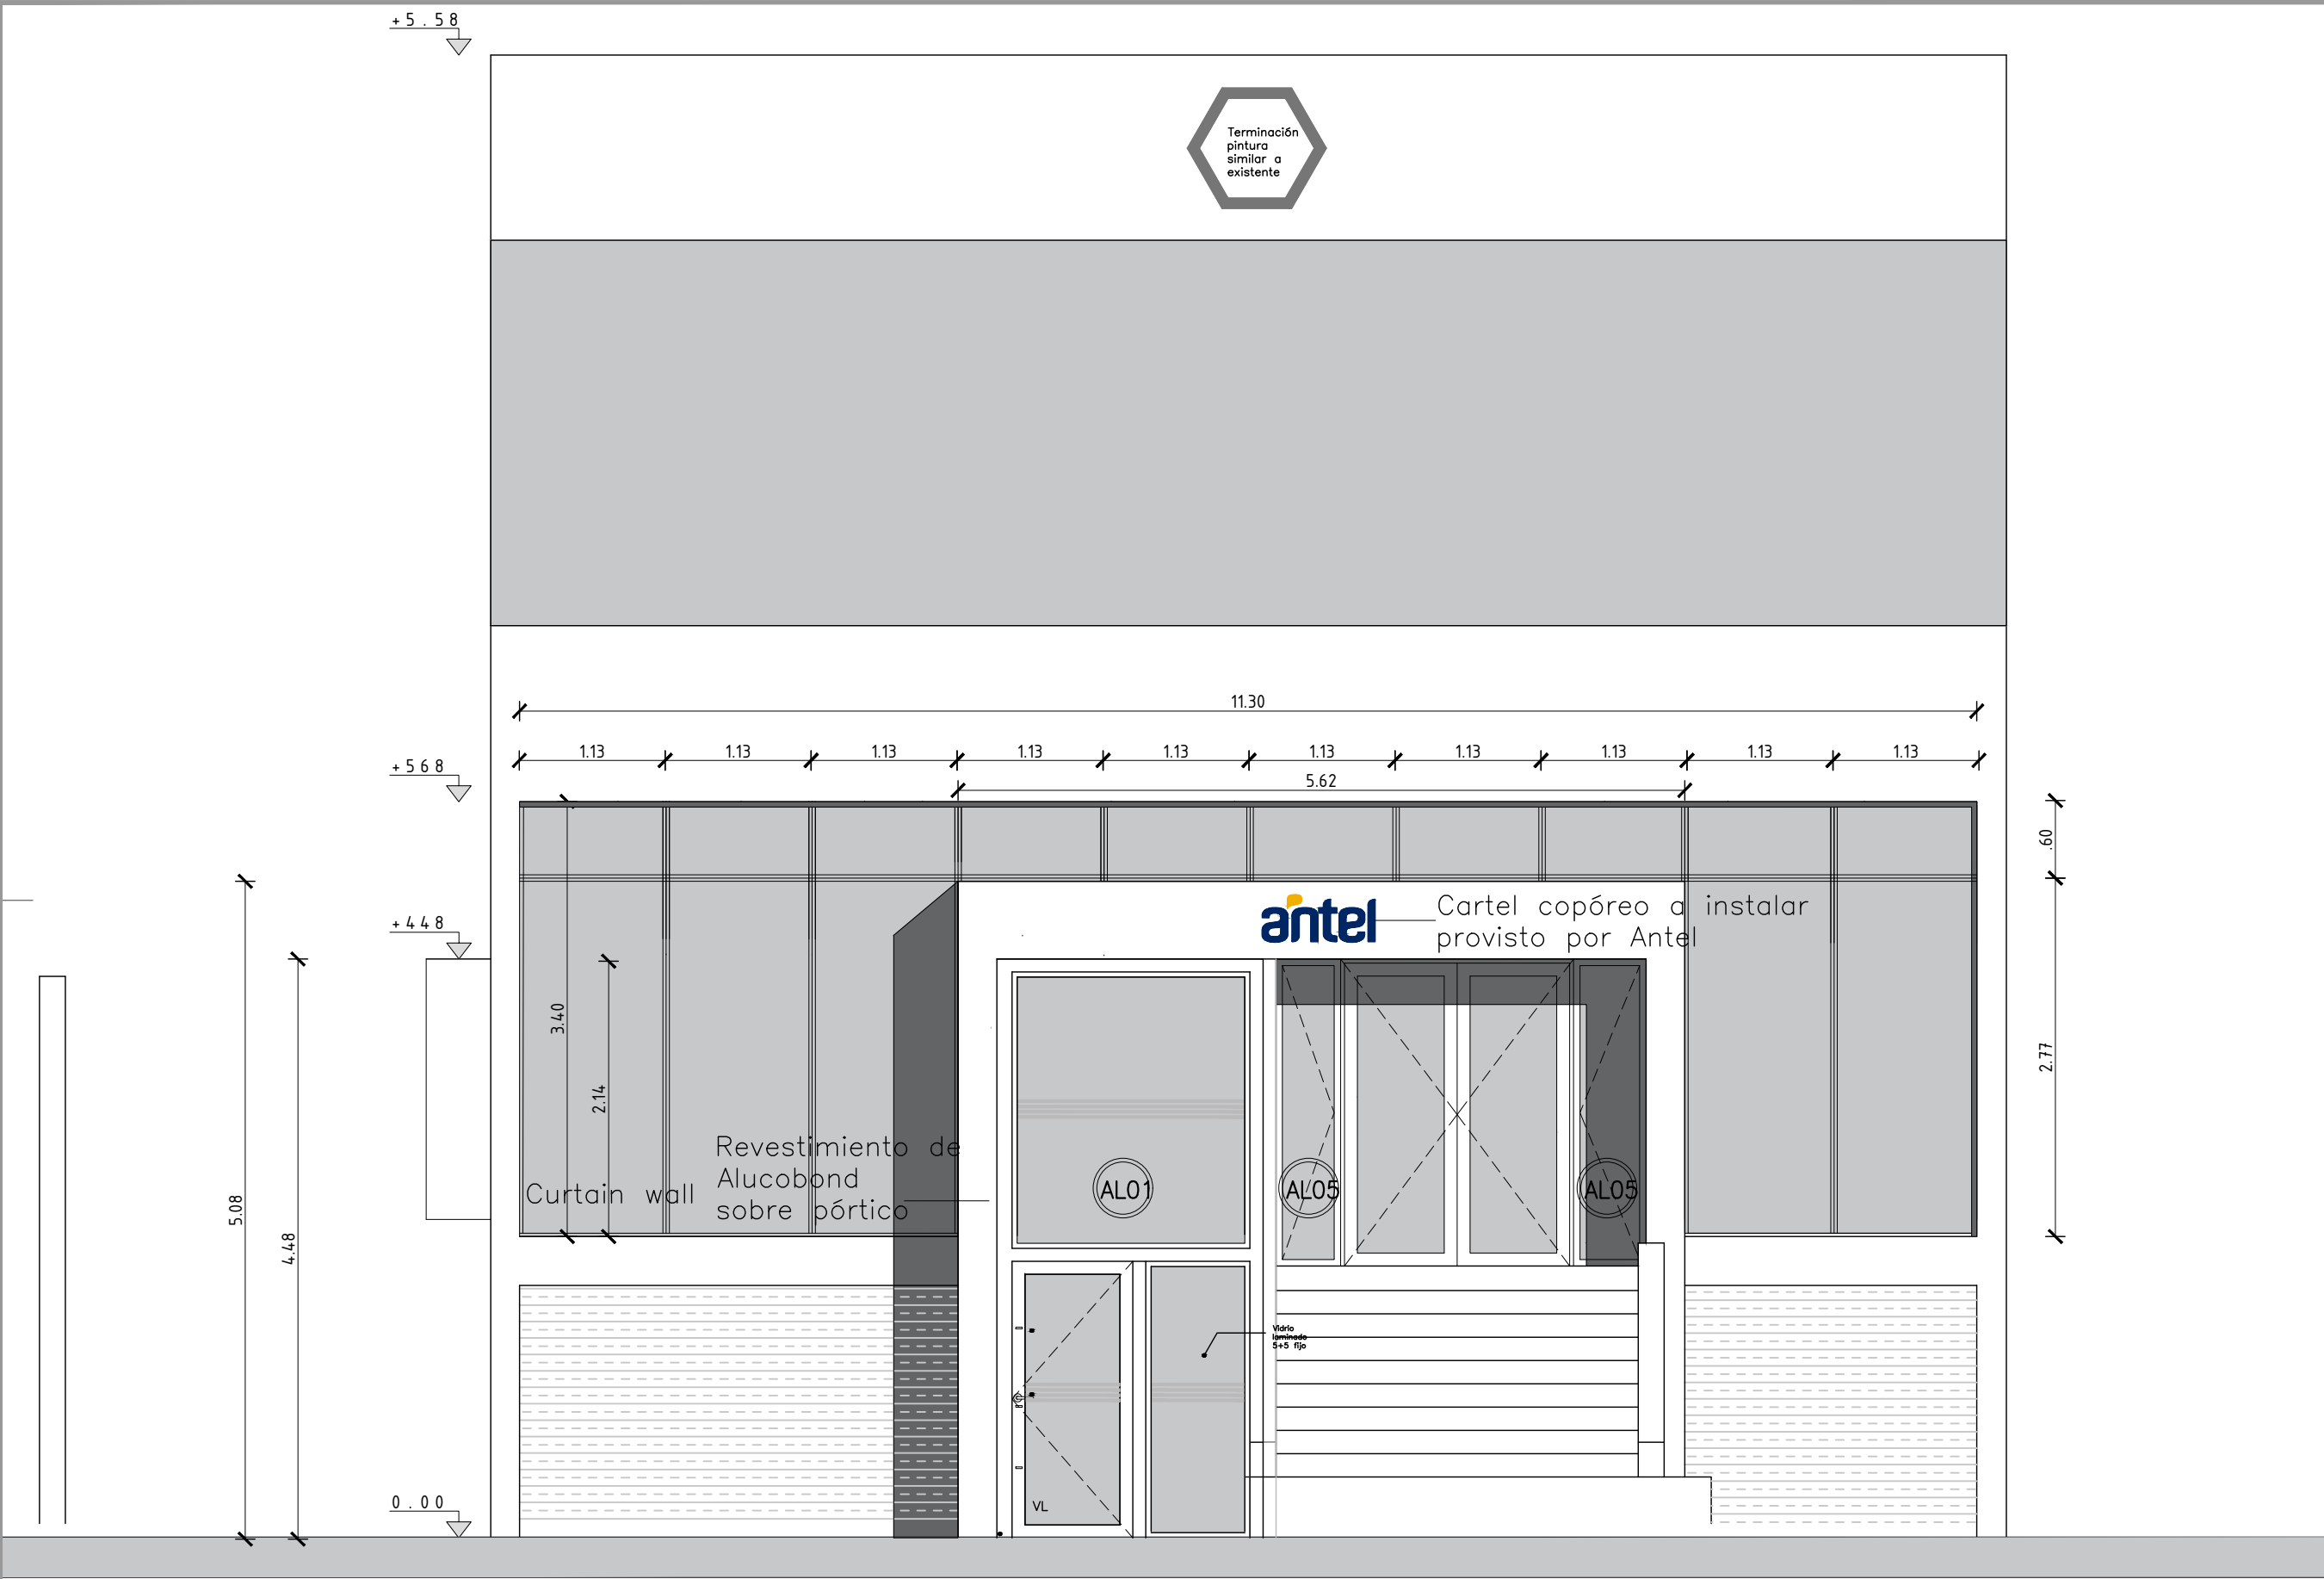 +5.58
Terminación
pintura
similar a
existente
11.30
1.13 1.13 1.13 1.13 1.13 1.13 1.13 1.13 1.13 1.13
+568
5.62
.60
+448
antel
Cartel copóreo a instalar
provisto por Antel
3.40
2.14
2.77
Revestimiento de
Alucobond
sobre pórtico
Curtain wall
AL01
AL05
AL05
5.08
4.48
Vidrio
laminado
5+5 fijo
VL
0.00